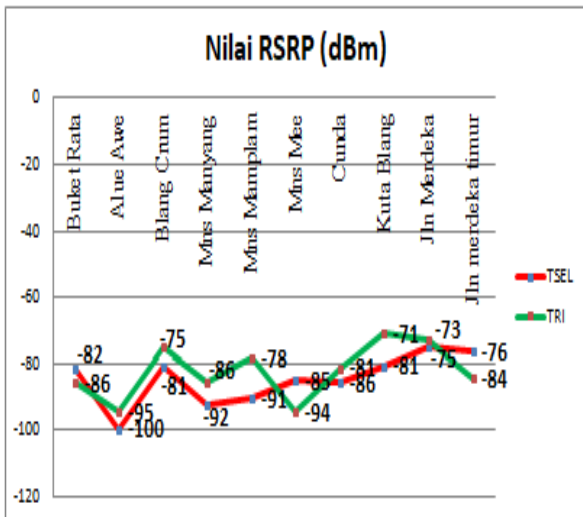 Nilai RSRP (dBm)
0
-20
-40
-60
-80
-100
-120
Buket Rata
Alue Awe
Blang Crum
Mns Manyang
Mns Mamplam
Mns Mee
Cunda
Kuta Blang
Jln Merdeka
Jln merdeka timur
-82
-86
-95
-100
-75
-81
-86
-92
-78
-91
-85
-94
-81
-86
-71
-81
-73
-75
-76
-84
TSEL
TRI